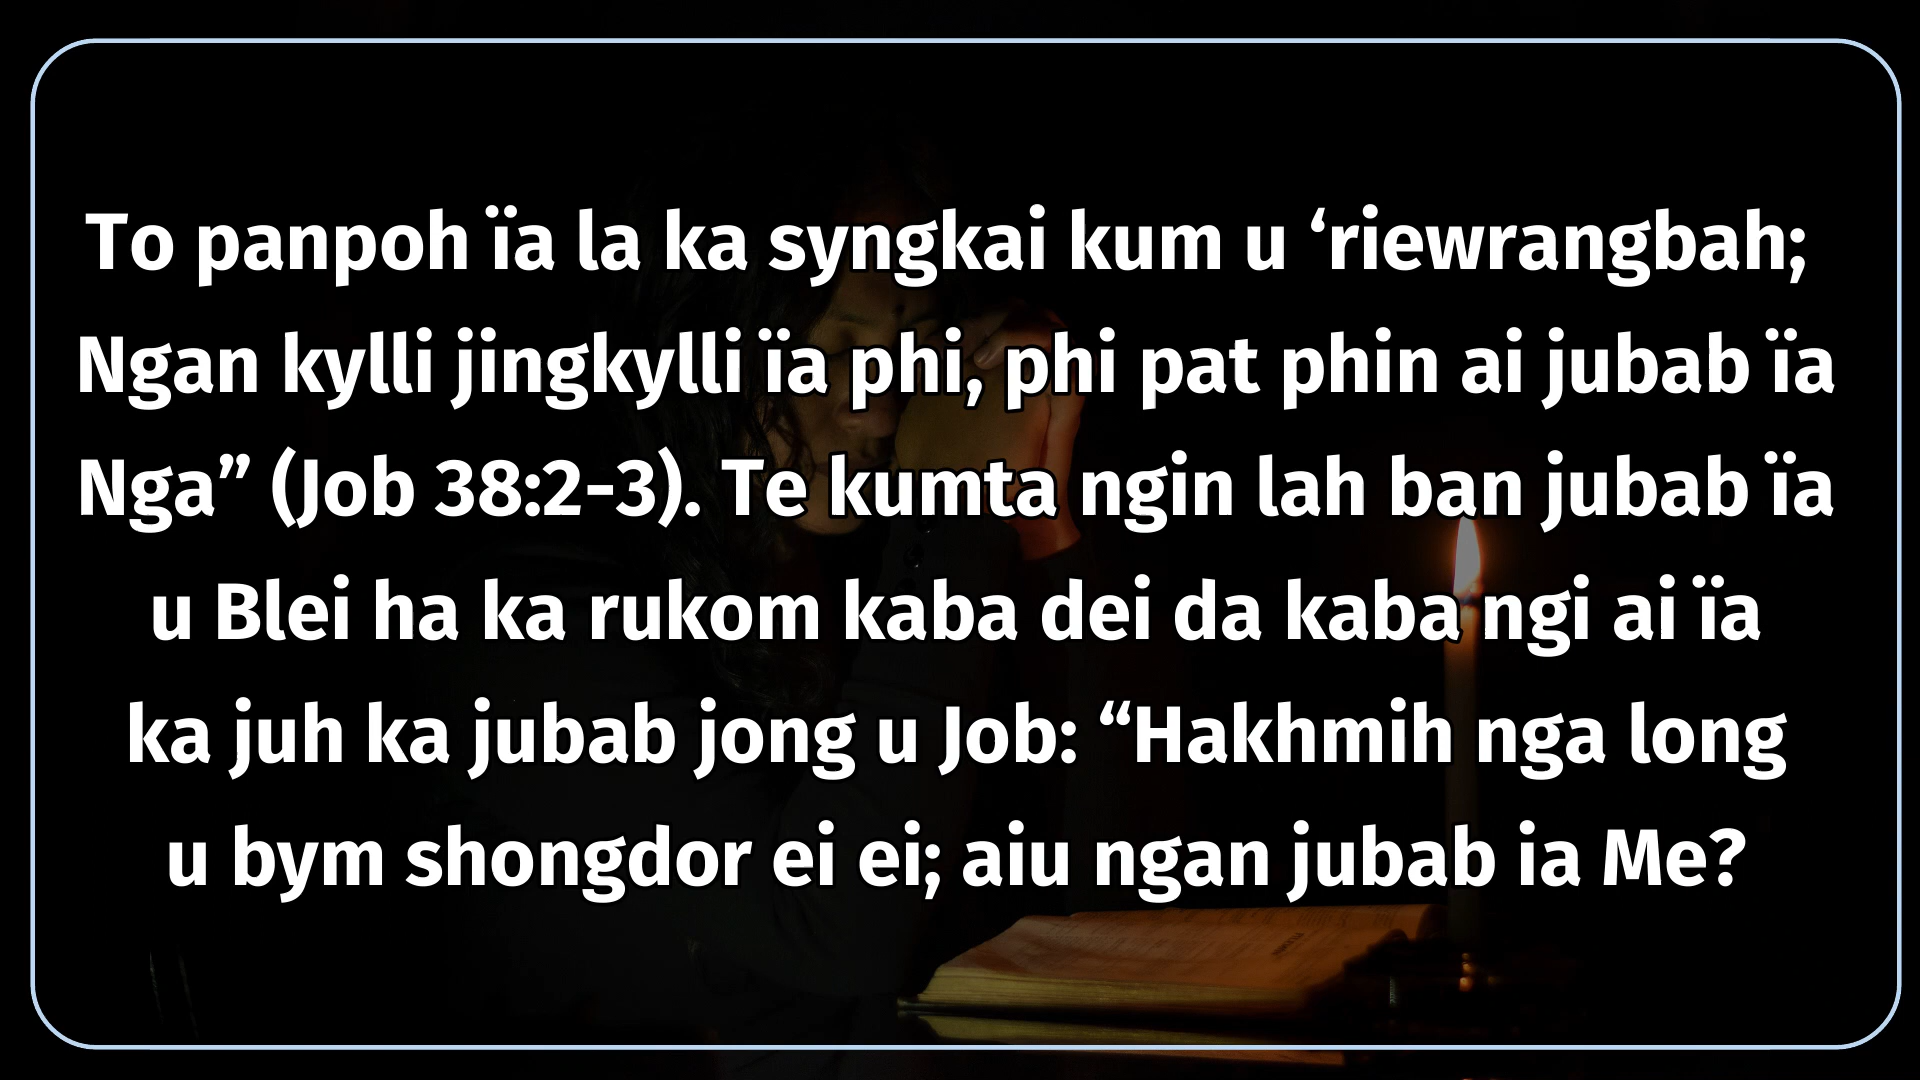 To panpoh ïa la ka syngkai kum u ‘riewrangbah;
Ngan kylli jingkylli ïa phi, phi pat phin ai jubab ïa
Nga” (Job 38:2-3). Te kumta ngin lah ban jubab ïa
u Blei ha ka rukom kaba dei da kaba ngi ai ïa
ka juh ka jubab jong u Job: “Hakhmih nga long
u bym shongdor ei ei; aiu ngan jubab ia Me?